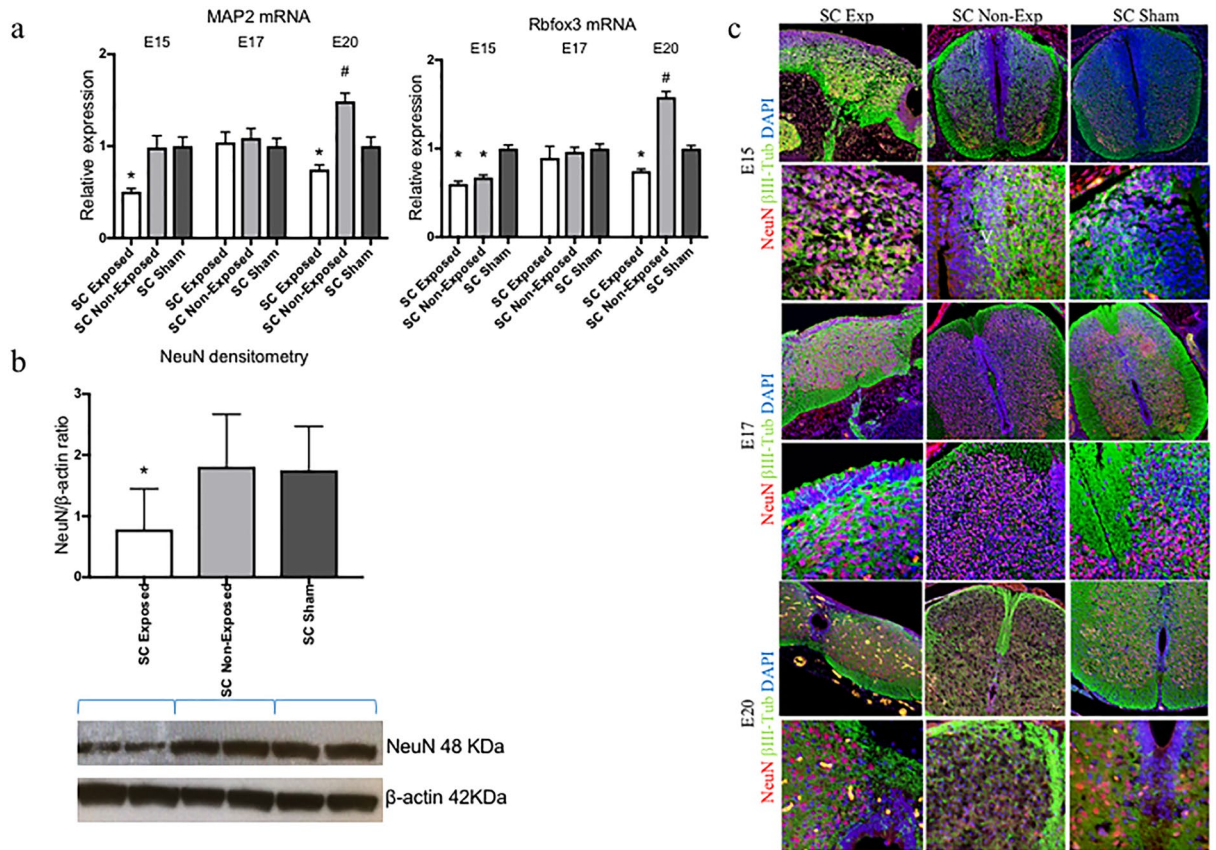 a
MAP2 mRNA
E15 E17 E20
Relative expression
2
1
0
*
*
#
SC Exposed
SC Non-Exposed
SC Sham
SC Exposed
SC Non-Exposed
SC Sham
SC Exposed
SC Non-Exposed
SC Sham
Rbfox3 mRNA
E15 E17 E20
Relative expression
2
1
0
* *
*
#
SC Exposed
SC Non-Exposed
SC Sham
SC Exposed
SC Non-Exposed
SC Sham
SC Exposed
SC Non-Exposed
SC Sham
b
NeuN densitometry
NeuN/β-actin ratio
3
2
1
0
*
SC Exposed
SC Non-Exposed
SC Sham
NeuN 48 KDa
β-actin 42KDa
c
SC Exp SC Non-Exp SC Sham
E15
NeuN βIII-Tub DAPI
E17
NeuN βIII-Tub DAPI
E20
NeuN βIII-Tub DAPI